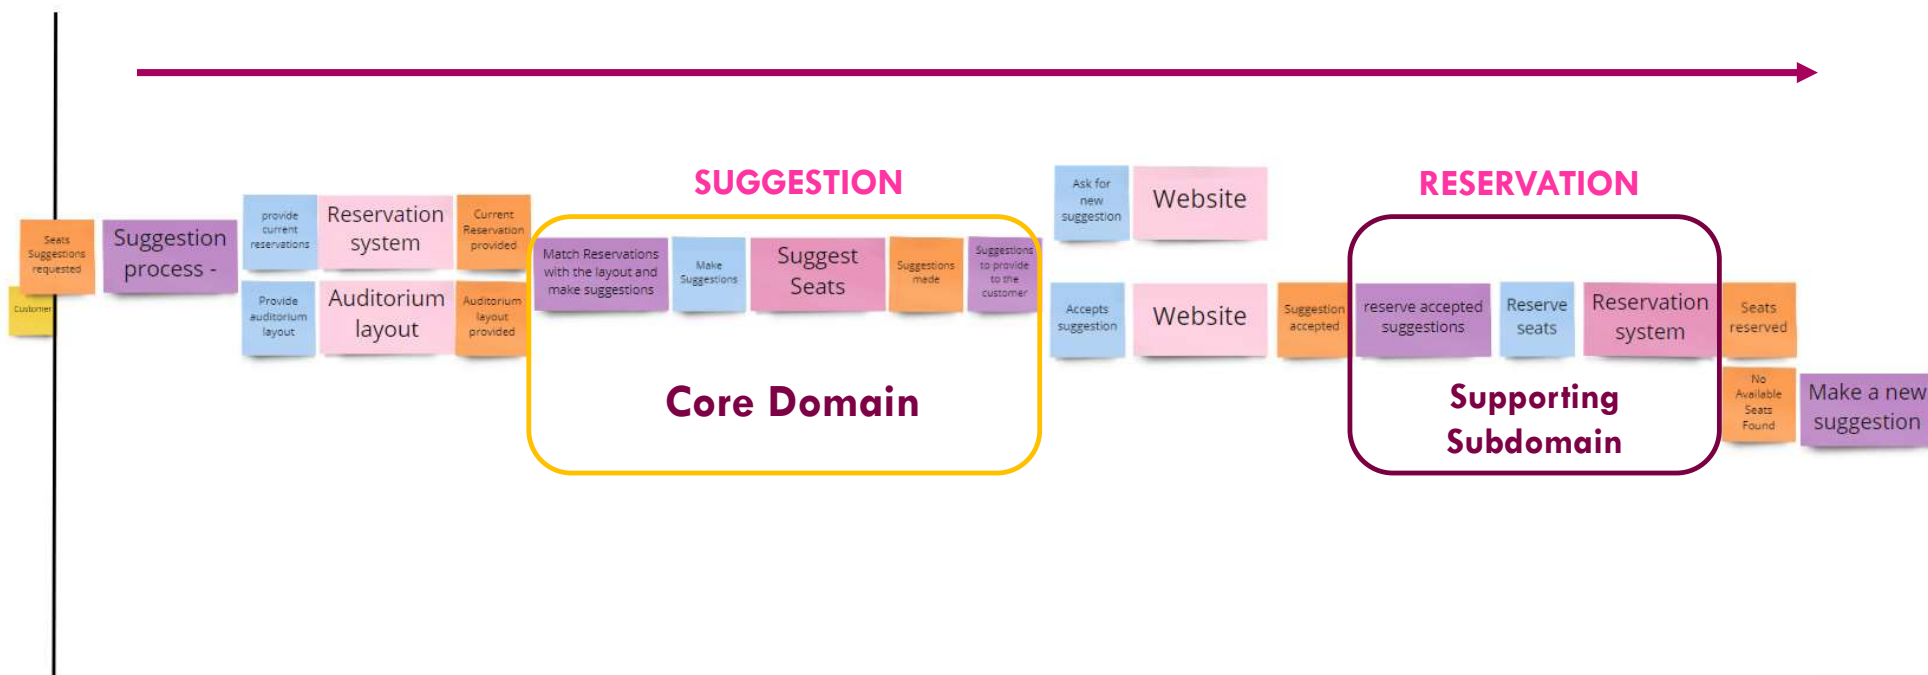 SUGGESTION
RESERVATION
Customer
Seats
Suggestions
requested
Suggestion
process -
provide
current
reservations
Reservation
system
Current
Reservation
provided
Provide
auditorium
layout
Auditorium
layout
Auditorium
layout
provided
Match Reservations
with the layout and
make suggestions
Make
Suggestions
Suggest
Seats
Suggestions
made
Suggestions
to provide
to the
customer
Core Domain
Ask for
new
suggestion
Website
Accepts
suggestion
Website
Suggestion
accepted
reserve accepted
suggestions
Reserve
seats
Reservation
system
Supporting
Subdomain
Seats
reserved
No
Available
Seats
Found
Make a new
suggestion